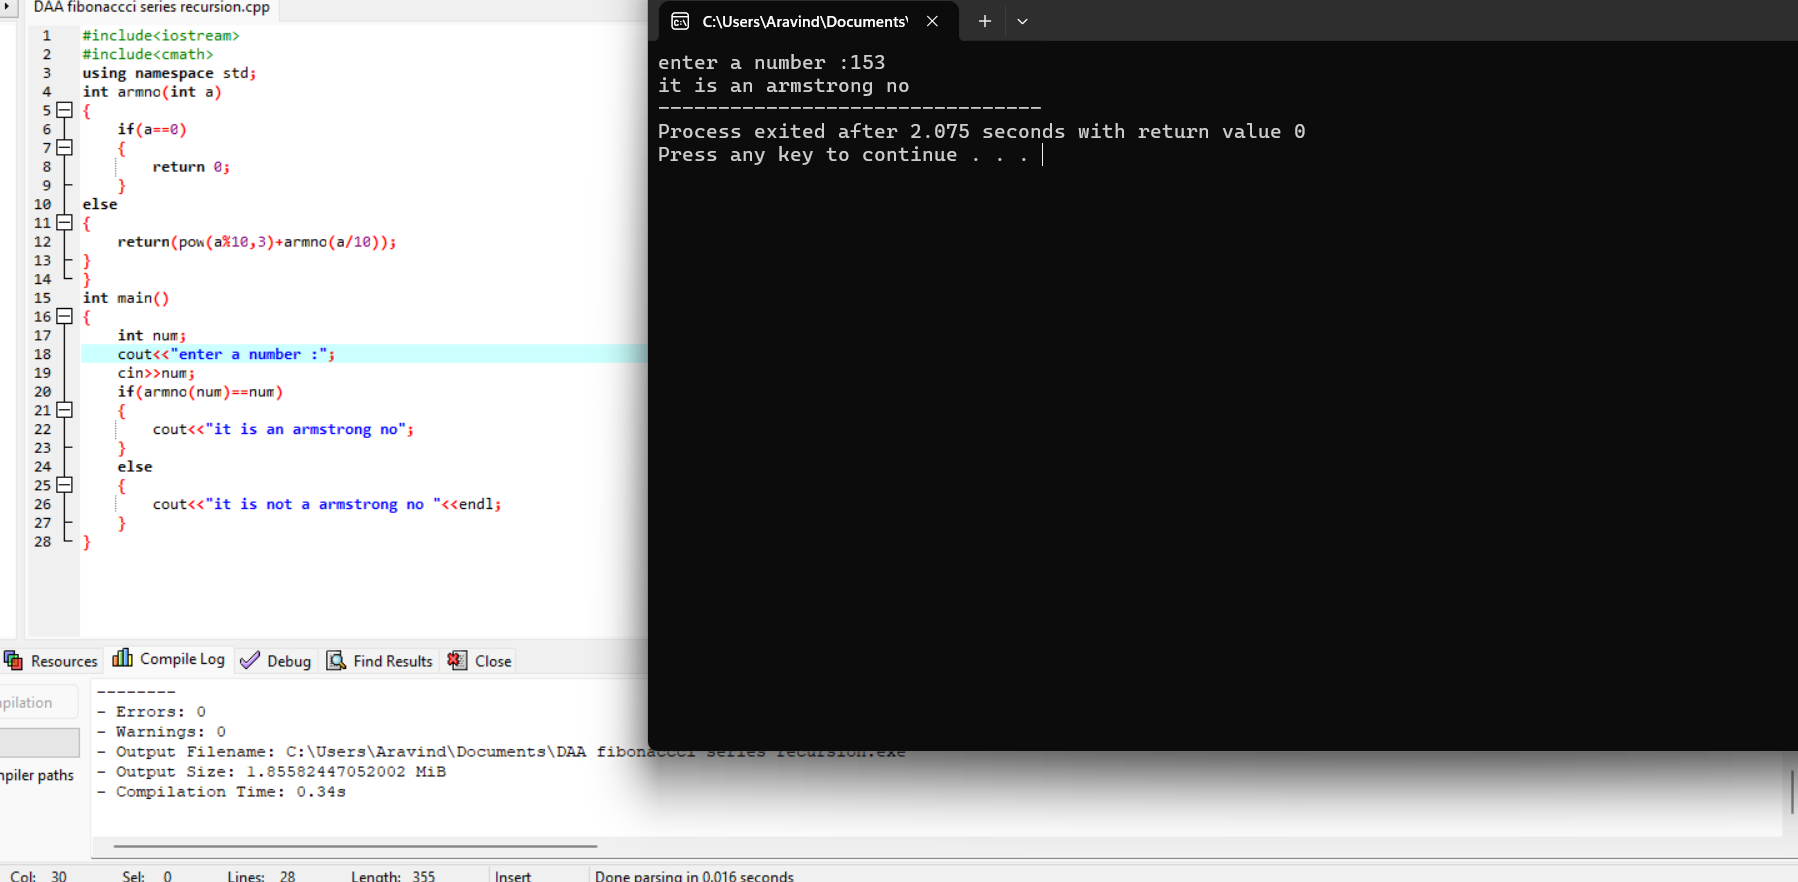 DAA fibonaccci series recursion.cpp
1 #include<iostream>
2 #include<cmath>
3 using namespace std;
4 int armno(int a)
5 {
6 if(a==0)
7 {
8 return 0;
9 }
10 else
11 {
12 return(pow(a%10,3)+armno(a/10));
13 }
14 }
15 int main()
16 {
17 int num;
18 cout<<"enter a number :";
19 cin>>num;
20 if(armno(num)==num)
21 {
22 cout<<"it is an armstrong no";
23 }
24 else
25 {
26 cout<<"it is not a armstrong no "<<endl;
27 }
28 }
C:\Users\Aravind\Documents\
enter a number :153
it is an armstrong no
--------------------------------
Process exited after 2.075 seconds with return value 0
Press any key to continue . . .
Resources Compile Log Debug Find Results Close
pilation
mpiler paths
--------
- Errors: 0
- Warnings: 0
- Output Filename: C:\Users\Aravind\Documents\DAA fibonaccci series recursion.exe
- Output Size: 1.85582447052002 MiB
- Compilation Time: 0.34s
Col: 30 Sel: 0 Lines: 28 Length: 355 Insert Done parsing in 0.016 seconds